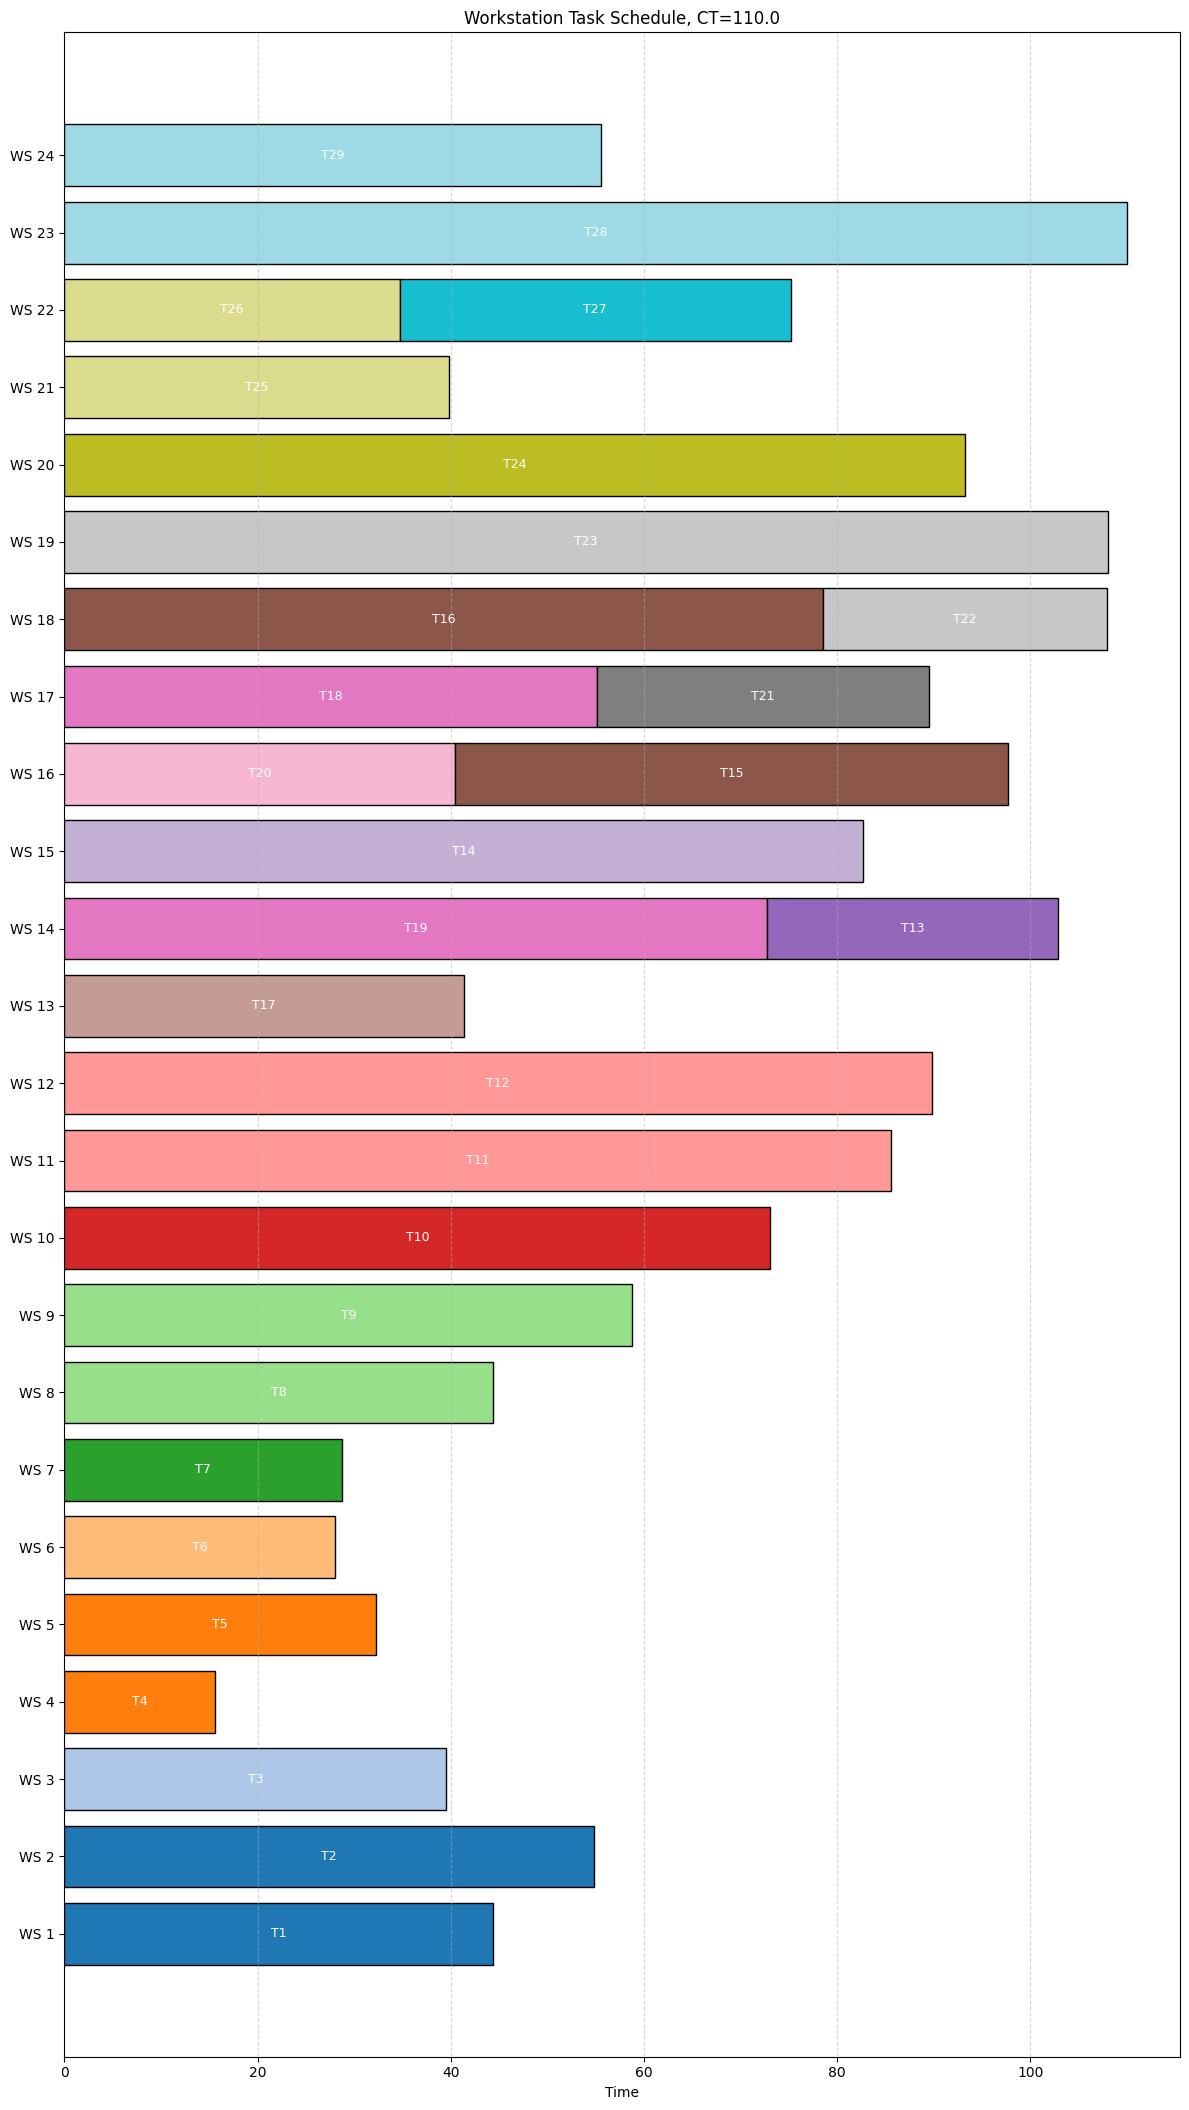 Workstation Task Schedule, CT=110.0
WS 24
T29
WS 23
T28
WS 22
T26
T27
WS 21
T25
WS 20
T24
WS 19
T23
WS 18
T16
T22
WS 17
T18
T21
WS 16
T20
T15
WS 15
T14
WS 14
T19
T13
WS 13
T17
WS 12
T12
WS 11
T11
WS 10
T10
WS 9
T9
WS 8
T8
WS 7
T7
WS 6
T6
WS 5
T5
WS 4
T4
WS 3
T3
WS 2
T2
WS 1
T1
0 20 40 60 80 100
Time